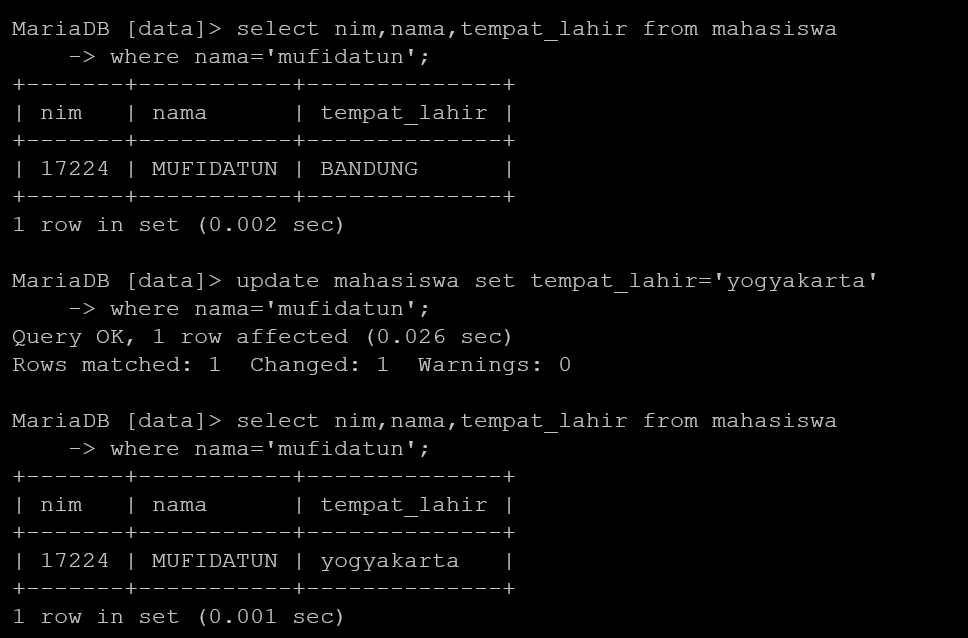 MariaDB [data]> select nim,nama,tempat_lahir from mahasiswa
    -> where nama='mufidatun';
+-------+-----------+--------------+
| nim   | nama      | tempat_lahir |
+-------+-----------+--------------+
| 17224 | MUFIDATUN | BANDUNG      |
+-------+-----------+--------------+
1 row in set (0.002 sec)

MariaDB [data]> update mahasiswa set tempat_lahir='yogyakarta'
    -> where nama='mufidatun';
Query OK, 1 row affected (0.026 sec)
Rows matched: 1  Changed: 1  Warnings: 0

MariaDB [data]> select nim,nama,tempat_lahir from mahasiswa
    -> where nama='mufidatun';
+-------+-----------+--------------+
| nim   | nama      | tempat_lahir |
+-------+-----------+--------------+
| 17224 | MUFIDATUN | yogyakarta   |
+-------+-----------+--------------+
1 row in set (0.001 sec)